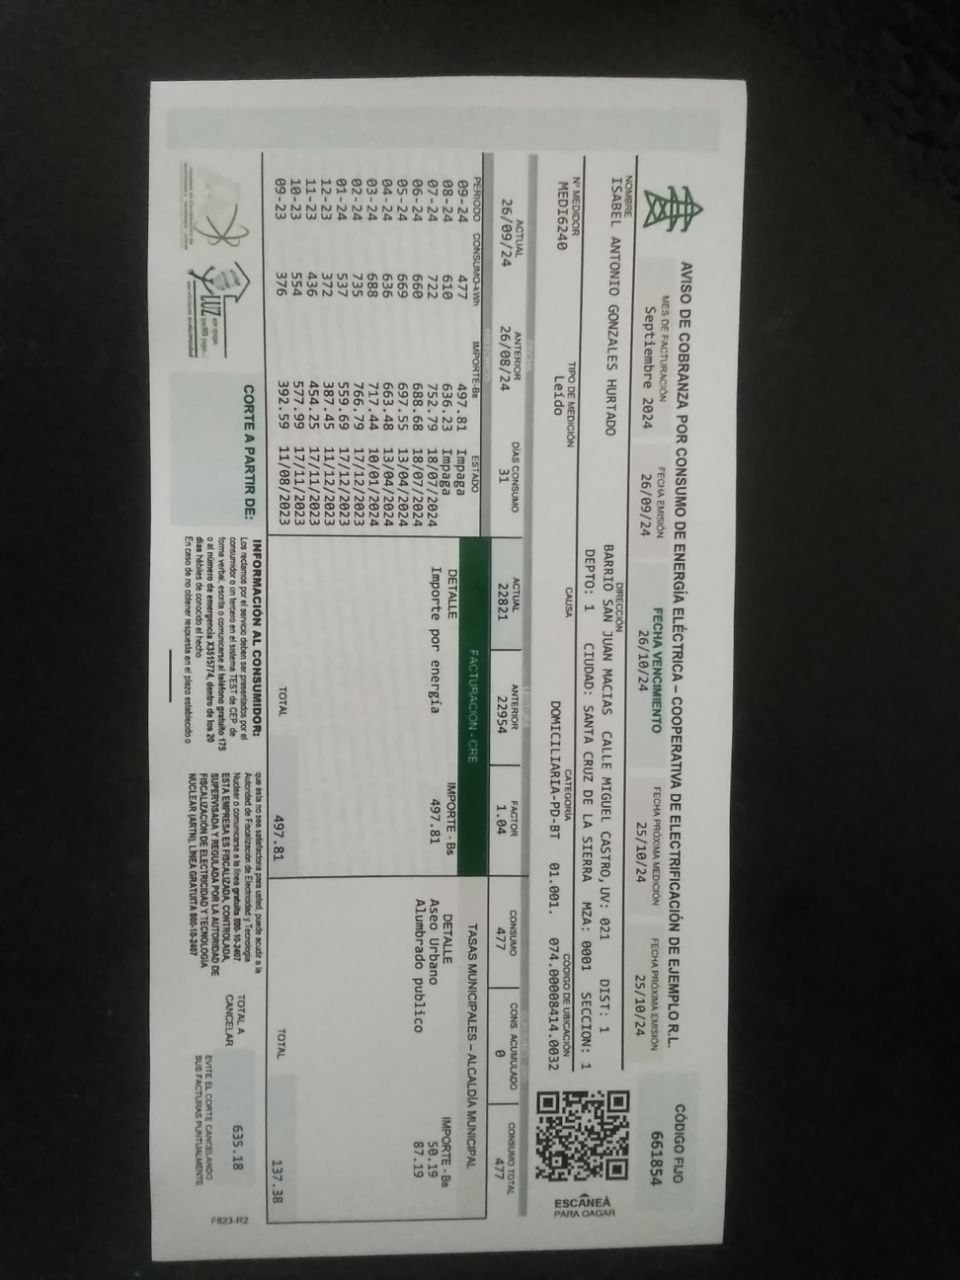 AVISO DE COBRANZA POR CONSUMO DE ENERGÍA ELÉCTRICA – COOPERATIVA DE ELECTRIFICACIÓN DE EJEMPLO R.L.
CÓDIGO FIJO
661854
MES DE FACTURACIÓN FECHA EMISIÓN FECHA VENCIMIENTO FECHA PRÓXIMA MEDICIÓN FECHA PRÓXIMA EMISIÓN
Septiembre 2024 26/09/24 26/10/24 25/10/24 25/10/24
NOMBRE DIRECCIÓN
ISABEL ANTONIO GONZALES HURTADO BARRIO SAN JUAN MACIAS CALLE MIGUEL CASTRO, UV: 021 DIST: 1
DEPTO: 1 CIUDAD: SANTA CRUZ DE LA SIERRA MZA: 0001 SECCION: 1
Nº MEDIDOR TIPO DE MEDICIÓN CAUSA CATEGORÍA CÓDIGO DE UBICACIÓN
MEDI6240 Leído DOMICILIARIA-PD-BT 01.001. 074.00008414.0032
ESCANEÁ
PARA OAGAR
ACTUAL ANTERIOR DÍAS CONSUMO ACTUAL ANTERIOR FACTOR CONSUMO CONS. ACUMULADO CONSUMO TOTAL
26/09/24 26/08/24 31 22821 22954 1.04 477 0 477
PERIODO CONSUMO-kWh IMPORTE-Bs ESTADO
09-24 477 497.81 Impaga
08-24 610 636.23 Impaga
07-24 722 752.79 18/07/2024
06-24 660 688.68 18/07/2024
05-24 669 697.55 13/04/2024
04-24 636 663.48 13/04/2024
03-24 688 717.44 10/01/2024
02-24 735 766.79 17/12/2023
01-24 537 559.69 17/12/2023
12-23 372 387.45 11/12/2023
11-23 436 454.25 17/11/2023
10-23 554 577.99 17/11/2023
09-23 376 392.59 11/08/2023
FACTURACIÓN - CRE
DETALLE IMPORTE - Bs
Importe por energía 497.81
TOTAL 497.81
TASAS MUNICIPALES – ALCALDÍA MUNICIPAL
DETALLE IMPORTE - Bs
Aseo Urbano 50.19
Alumbrado publico 87.19
TOTAL 137.38
LUZ
CORTE A PARTIR DE:
INFORMACIÓN AL CONSUMIDOR:
Los reclamos por el servicio deben ser presentados por el
consumidor o un tercero en el sistema TEST de CEP, de
forma verbal, escrita o comunicarse al teléfono gratuito 175
o al número de emergencia X3515774, dentro de los 20
días hábiles de conocido el hecho
En caso de no obtener respuesta en el plazo establecido o
que ésta no sea satisfactoria para usted, puede acudir a la
Autoridad de Fiscalización de Electricidad y Tecnología
Nuclear o comunicarse a la línea gratuita 800-10-2407
ESTA EMPRESA ES FISCALIZADA, CONTROLADA,
SUPERVISADA Y REGULADA POR LA AUTORIDAD DE
FISCALIZACIÓN DE ELECTRICIDAD Y TECNOLOGÍA
NUCLEAR (AETN), LINEA GRATUITA 800-10-2407
TOTAL A
CANCELAR
635.18
EVITE EL CORTE CANCELANDO
SUS FACTURAS PUNTUALMENTE
F023-R2